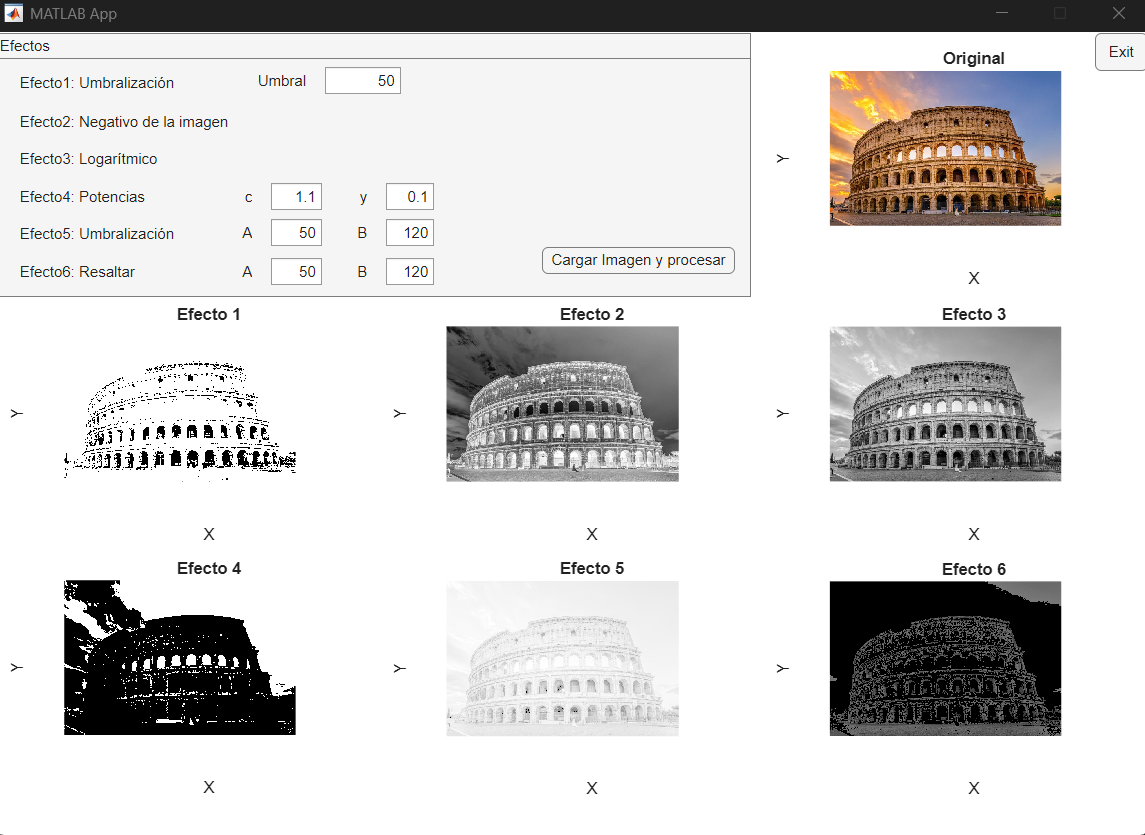 MATLAB App
Efectos
Exit
Efecto1: Umbralización Umbral 50
Efecto2: Negativo de la imagen
Efecto3: Logarítmico
Efecto4: Potencias c 1.1 y 0.1
Efecto5: Umbralización A 50 B 120
Efecto6: Resaltar A 50 B 120
Cargar Imagen y procesar
Original
Y
X
Efecto 1
Y
X
Efecto 2
Y
X
Efecto 3
Y
X
Efecto 4
Y
X
Efecto 5
Y
X
Efecto 6
Y
X